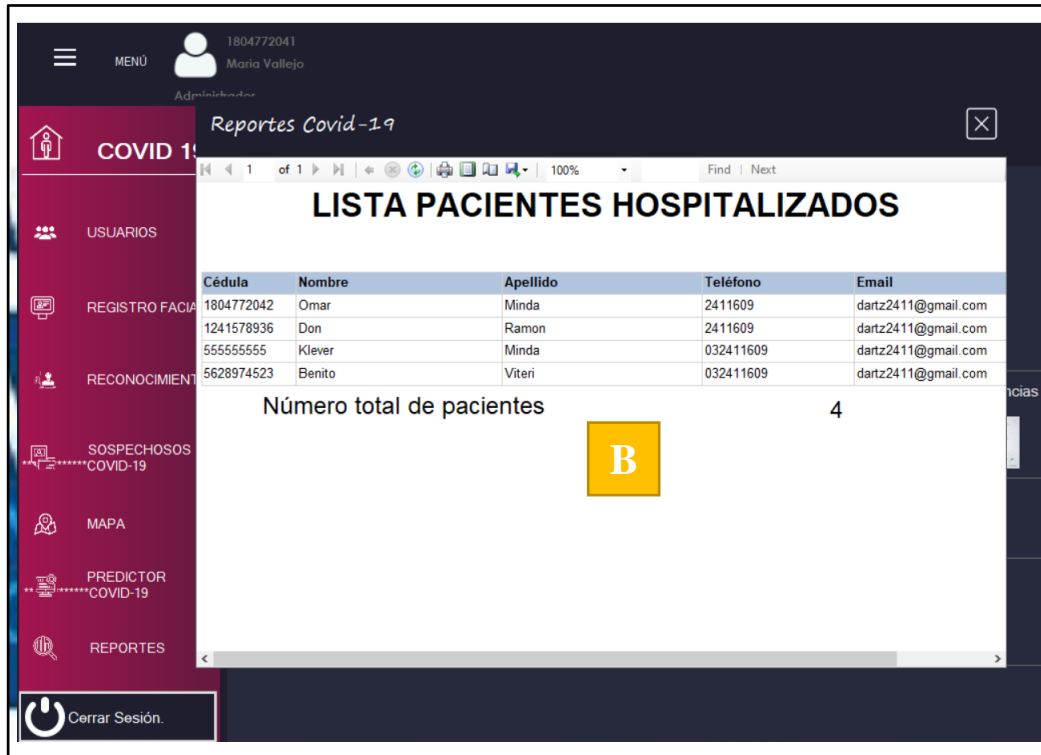 1804772041
MENÚ
Maria Vallejo
Administrador
Reportes Covid-19
COVID 19
1 of 1 100% Find | Next
LISTA PACIENTES HOSPITALIZADOS
USUARIOS
Cédula Nombre Apellido Teléfono Email
1804772042 Omar Minda 2411609 dartz2411@gmail.com
REGISTRO FACIA
1241578936 Don Ramon 2411609 dartz2411@gmail.com
555555555 Klever Minda 032411609 dartz2411@gmail.com
RECONOCIMIENT
5628974523 Benito Viteri 032411609 dartz2411@gmail.com
ncias
Número total de pacientes 4
B
SOSPECHOSOS
**********COVID-19
MAPA
PREDICTOR
**********COVID-19
REPORTES
Cerrar Sesión.